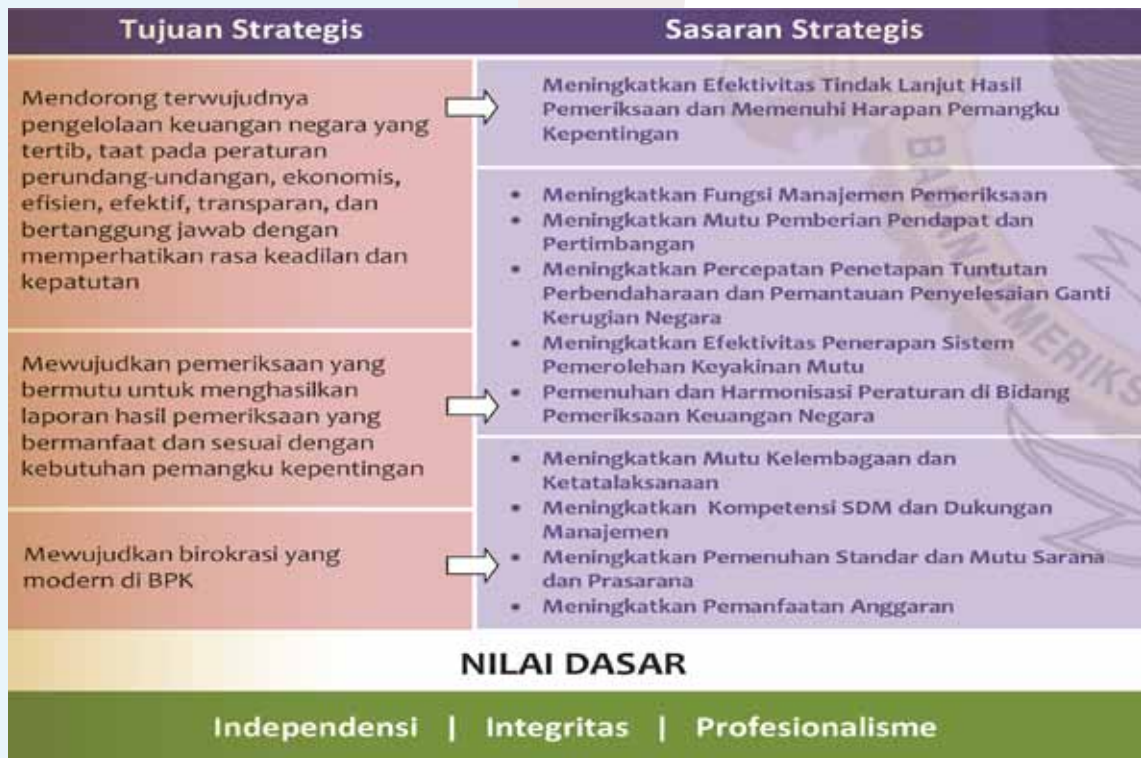 Tujuan Strategis
Sasaran Strategis
Mendorong terwujudnya
pengelolaan keuangan negara yang
tertib, taat pada peraturan
perundang-undangan, ekonomis,
efisien, efektif, transparan, dan
bertanggung jawab dengan
memperhatikan rasa keadilan dan
kepatutan
Meningkatkan Efektivitas Tindak Lanjut Hasil
Pemeriksaan dan Memenuhi Harapan Pemangku
Kepentingan
• Meningkatkan Fungsi Manajemen Pemeriksaan
• Meningkatkan Mutu Pemberian Pendapat dan
Pertimbangan
• Meningkatkan Percepatan Penetapan Tuntutan
Perbendaharaan dan Pemantauan Penyelesaian Ganti
Kerugian Negara
• Meningkatkan Efektivitas Penerapan Sistem
Pemerolehan Keyakinan Mutu
• Pemenuhan dan Harmonisasi Peraturan di Bidang
Pemeriksaan Keuangan Negara
Mewujudkan pemeriksaan yang
bermutu untuk menghasilkan
laporan hasil pemeriksaan yang
bermanfaat dan sesuai dengan
kebutuhan pemangku kepentingan
• Meningkatkan Mutu Kelembagaan dan
Ketatalaksanaan
• Meningkatkan Kompetensi SDM dan Dukungan
Manajemen
• Meningkatkan Pemenuhan Standar dan Mutu Sarana
dan Prasarana
• Meningkatkan Pemanfaatan Anggaran
Mewujudkan birokrasi yang
modern di BPK
NILAI DASAR
Independensi | Integritas | Profesionalisme